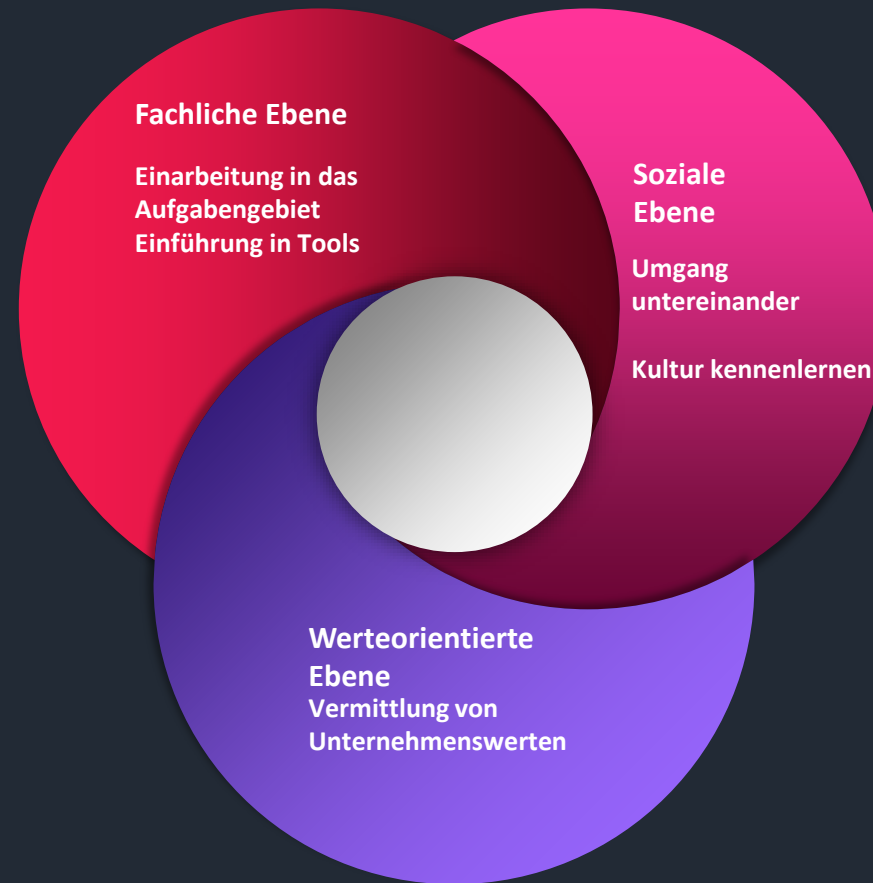 Fachliche Ebene
Einarbeitung in das
Aufgabengebiet
Einführung in Tools
Soziale
Ebene
Umgang
untereinander
Kultur kennenlernen
Werteorientierte
Ebene
Vermittlung von
Unternehmenswerten